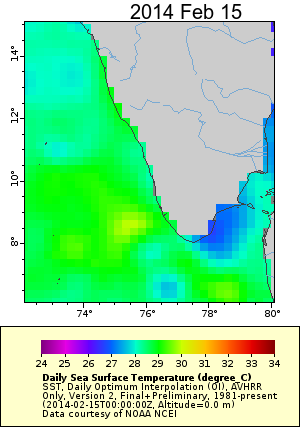 2014 Feb 15
14°
12°
10°
8°
74° 76° 78° 80°
24 25 26 27 28 29 30 31 32 33 34
Daily Sea Surface Temperature (degree_C)
SST, Daily Optimum Interpolation (OI), AVHRR
Only, Version 2, Final+Preliminary, 1981-present
(2014-02-15T00:00:00Z, Altitude=0.0 m)
Data courtesy of NOAA NCEI